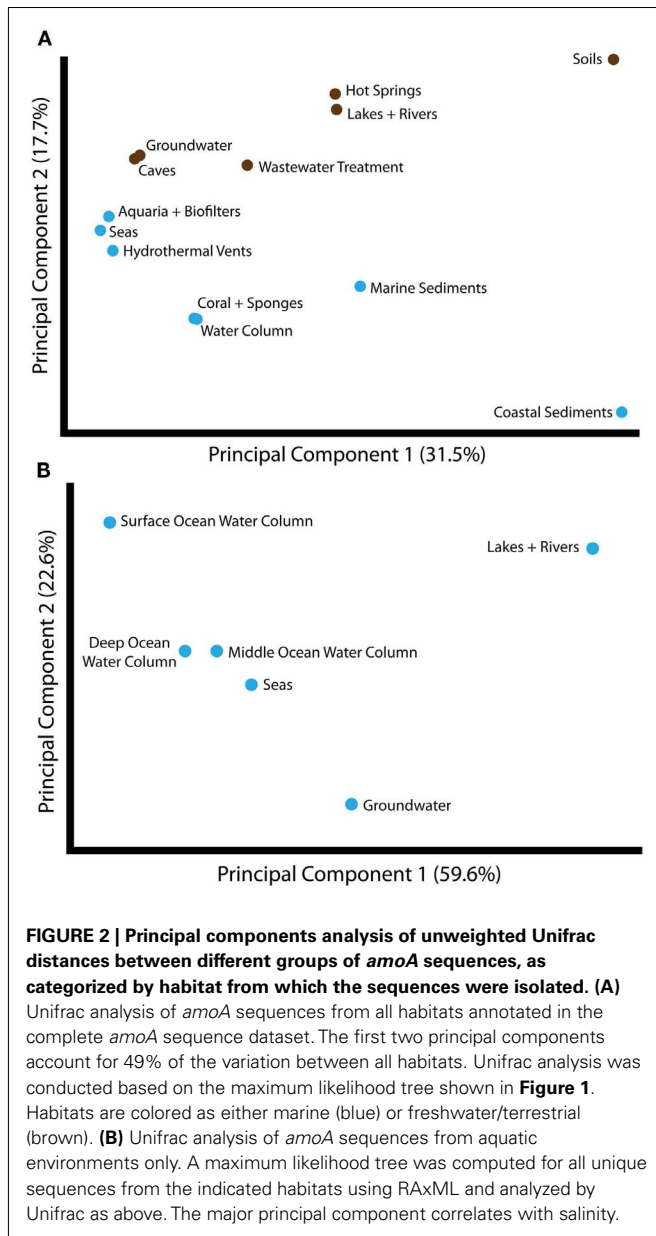 A
Soils
Hot Springs
Lakes + Rivers
Groundwater
Caves
Wastewater Treatment
Aquaria + Biofilters
Seas
Hydrothermal Vents
Marine Sediments
Coral + Sponges
Water Column
Coastal Sediments
Principal Component 2 (17.7%)
Principal Component 1 (31.5%)
B
Surface Ocean Water Column
Lakes + Rivers
Deep Ocean
Water Column
Middle Ocean Water Column
Seas
Groundwater
Principal Component 2 (22.6%)
Principal Component 1 (59.6%)
FIGURE 2 | Principal components analysis of unweighted Unifrac
distances between different groups of amoA sequences, as
categorized by habitat from which the sequences were isolated. (A)
Unifrac analysis of amoA sequences from all habitats annotated in the
complete amoA sequence dataset. The first two principal components
account for 49% of the variation between all habitats. Unifrac analysis was
conducted based on the maximum likelihood tree shown in Figure 1.
Habitats are colored as either marine (blue) or freshwater/terrestrial
(brown). (B) Unifrac analysis of amoA sequences from aquatic
environments only. A maximum likelihood tree was computed for all unique
sequences from the indicated habitats using RAxML and analyzed by
Unifrac as above. The major principal component correlates with salinity.